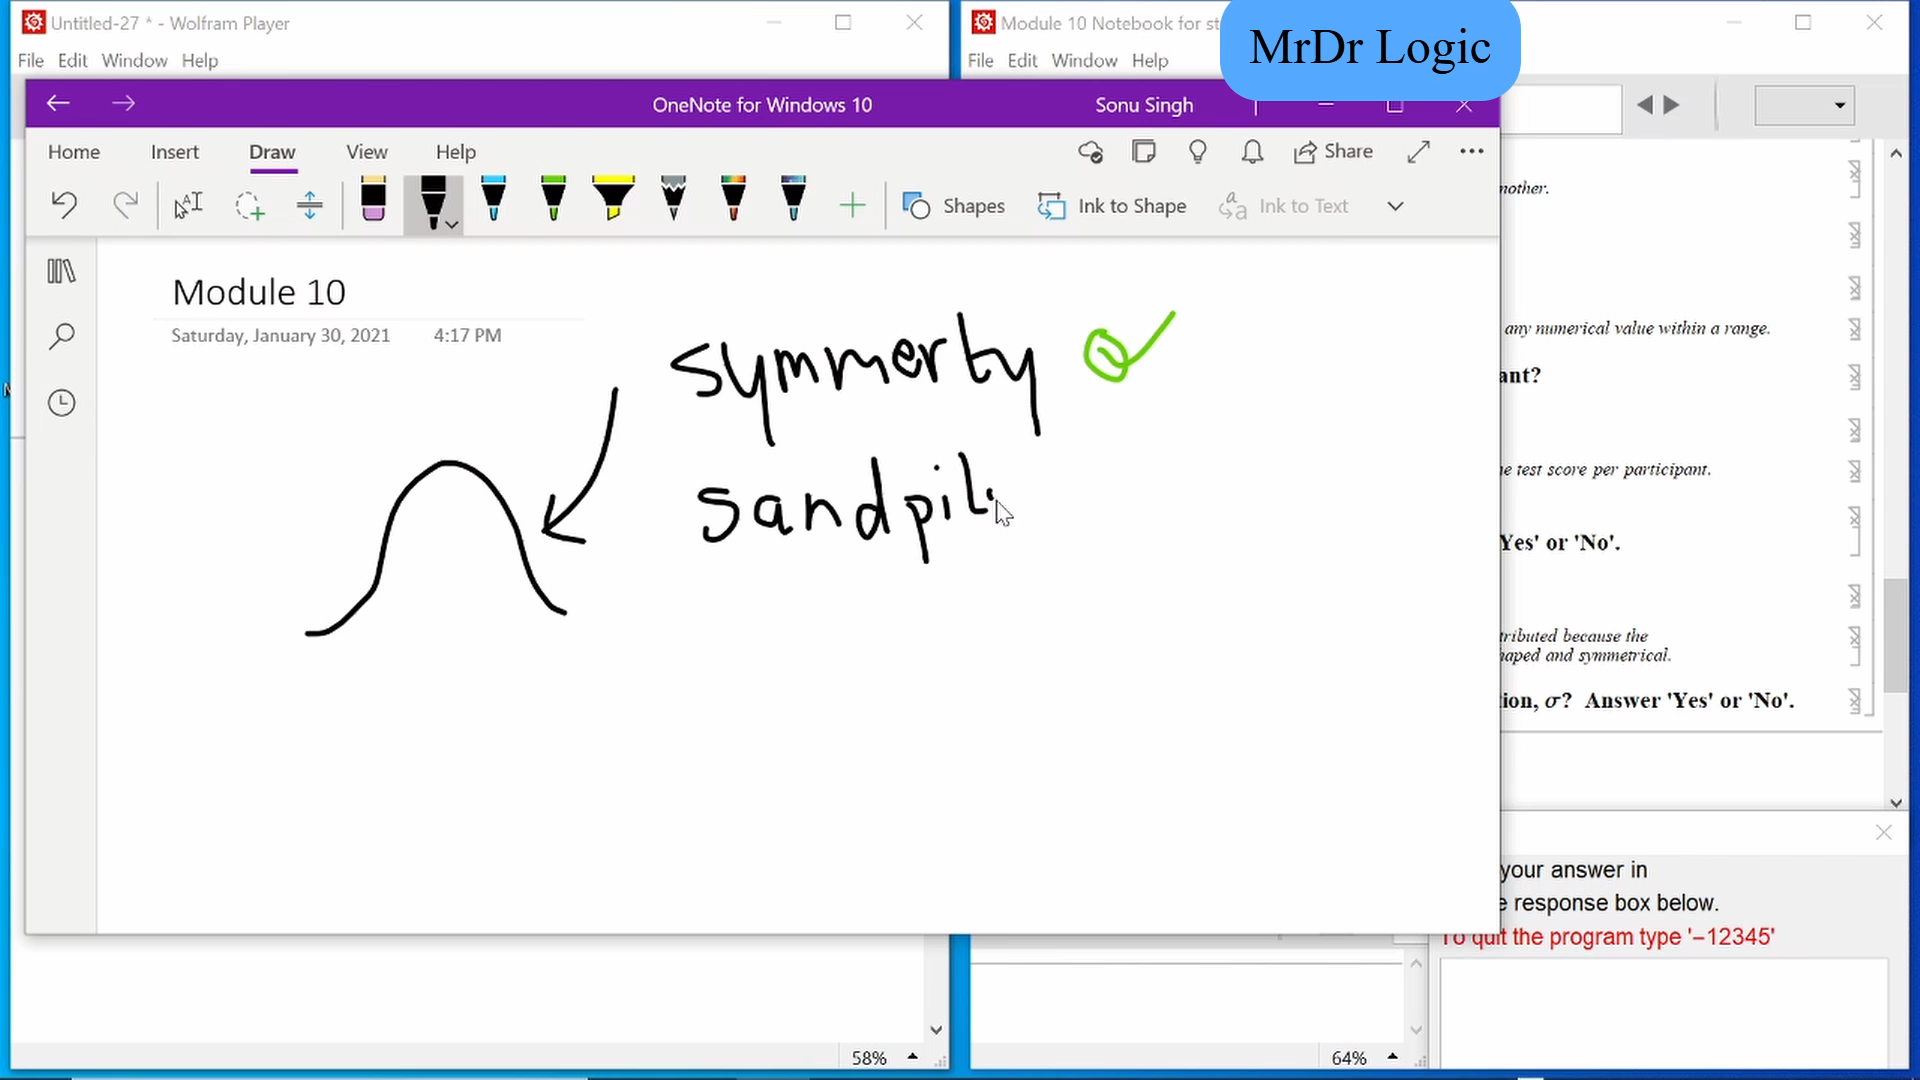 Untitled-27 * - Wolfram Player
Module 10 Notebook for st
MrDr Logic
File Edit Window Help
File Edit Window Help
OneNote for Windows 10
Sonu Singh
Home Insert Draw View Help
Share
Shapes
Ink to Shape
Ink to Text
Module 10
Saturday, January 30, 2021 4:17 PM
symmerty
sandpil
nother.
any numerical value within a range.
ant?
e test score per participant.
Yes' or 'No'.
tributed because the
haped and symmetrical.
ion, σ? Answer 'Yes' or 'No'.
your answer in
e response box below.
To quit the program type '−12345'
58%
64%